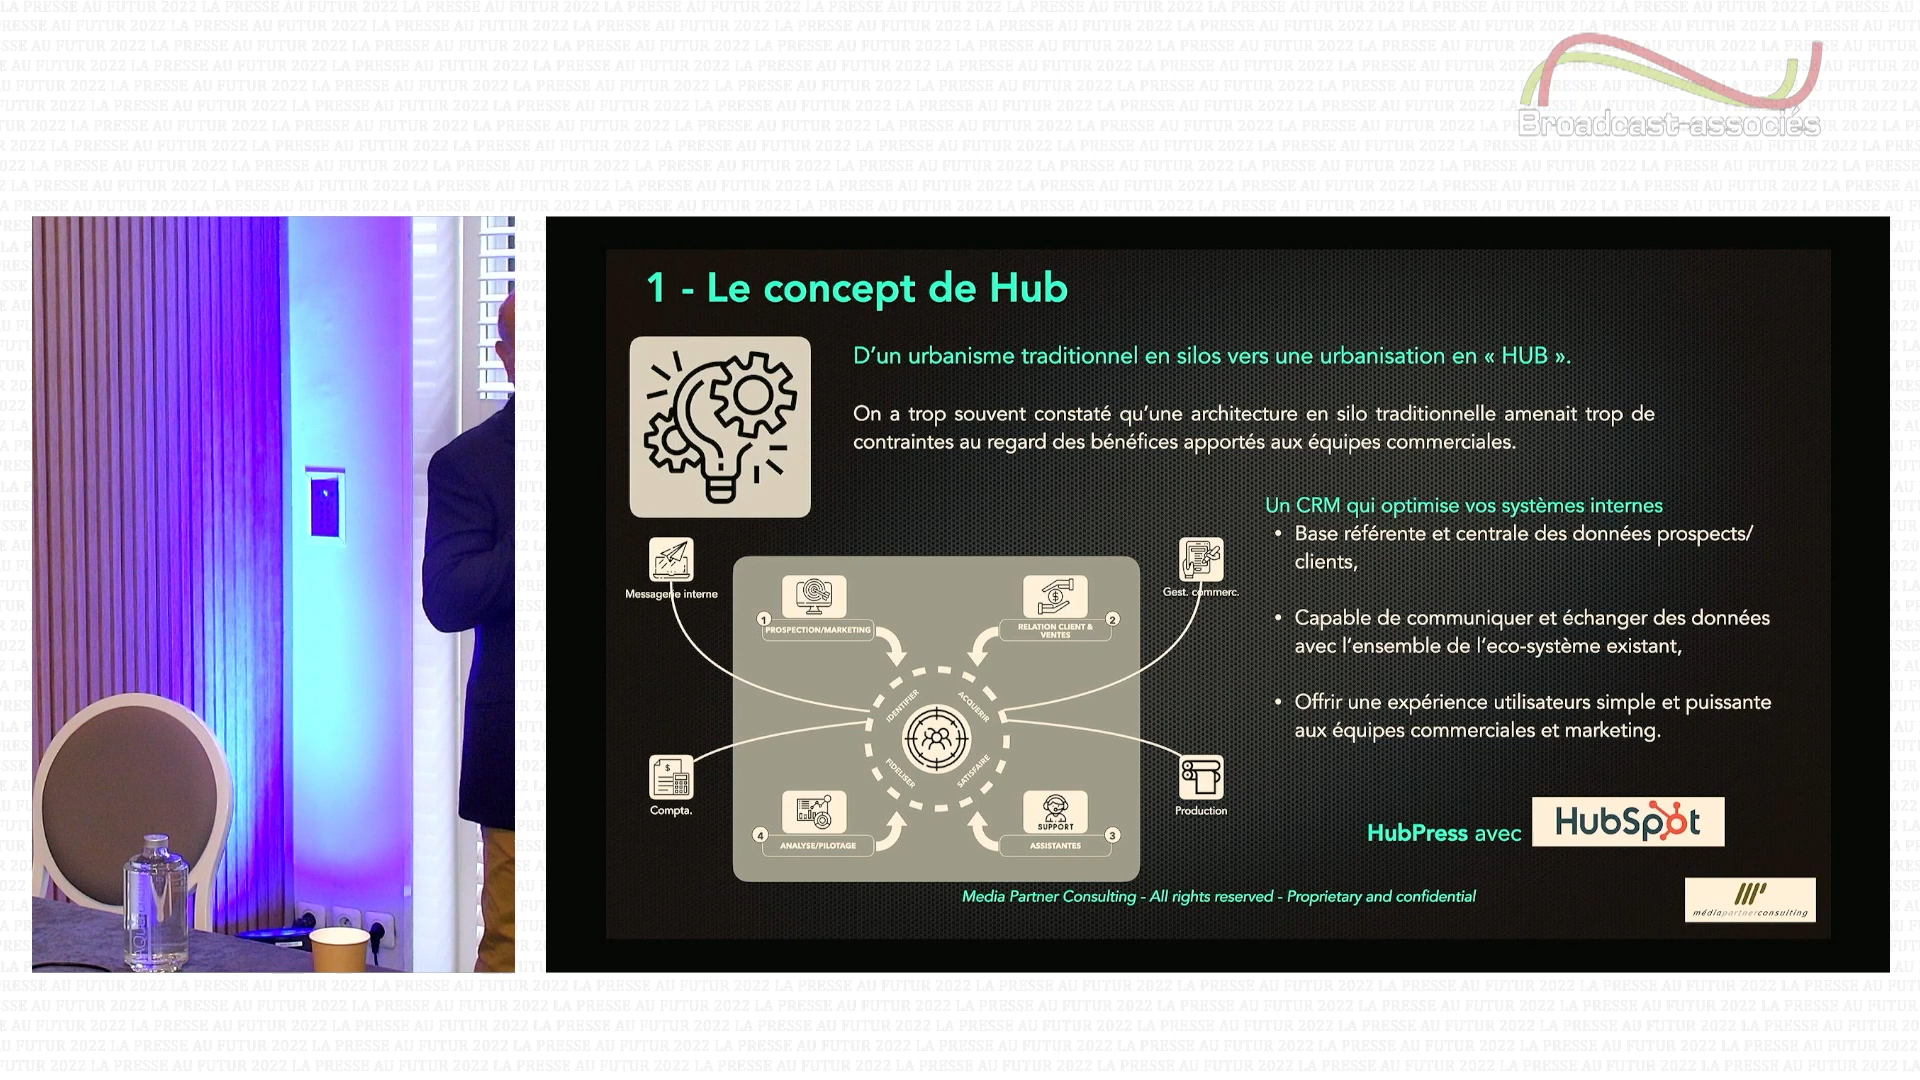 LA PRESSE AU FUTUR 2022
Broadcast-associés
1 - Le concept de Hub
D'un urbanisme traditionnel en silos vers une urbanisation en « HUB ».
On a trop souvent constaté qu'une architecture en silo traditionnelle amenait trop de
contraintes au regard des bénéfices apportés aux équipes commerciales.
Un CRM qui optimise vos systèmes internes
• Base référente et centrale des données prospects/
clients,
• Capable de communiquer et échanger des données
avec l'ensemble de l'eco-système existant,
• Offrir une expérience utilisateurs simple et puissante
aux équipes commerciales et marketing.
Messagerie interne
Gest. commerc.
1
PROSPECTION/MARKETING
RELATION CLIENT &
VENTES
2
IDENTIFIER
ACQUÉRIR
FIDÉLISER
SATISFAIRE
Compta.
Production
SUPPORT
4
ANALYSE/PILOTAGE
ASSISTANTES
3
HubPress avec
HubSpot
Media Partner Consulting - All rights reserved - Proprietary and confidential
médiapartnerconsulting